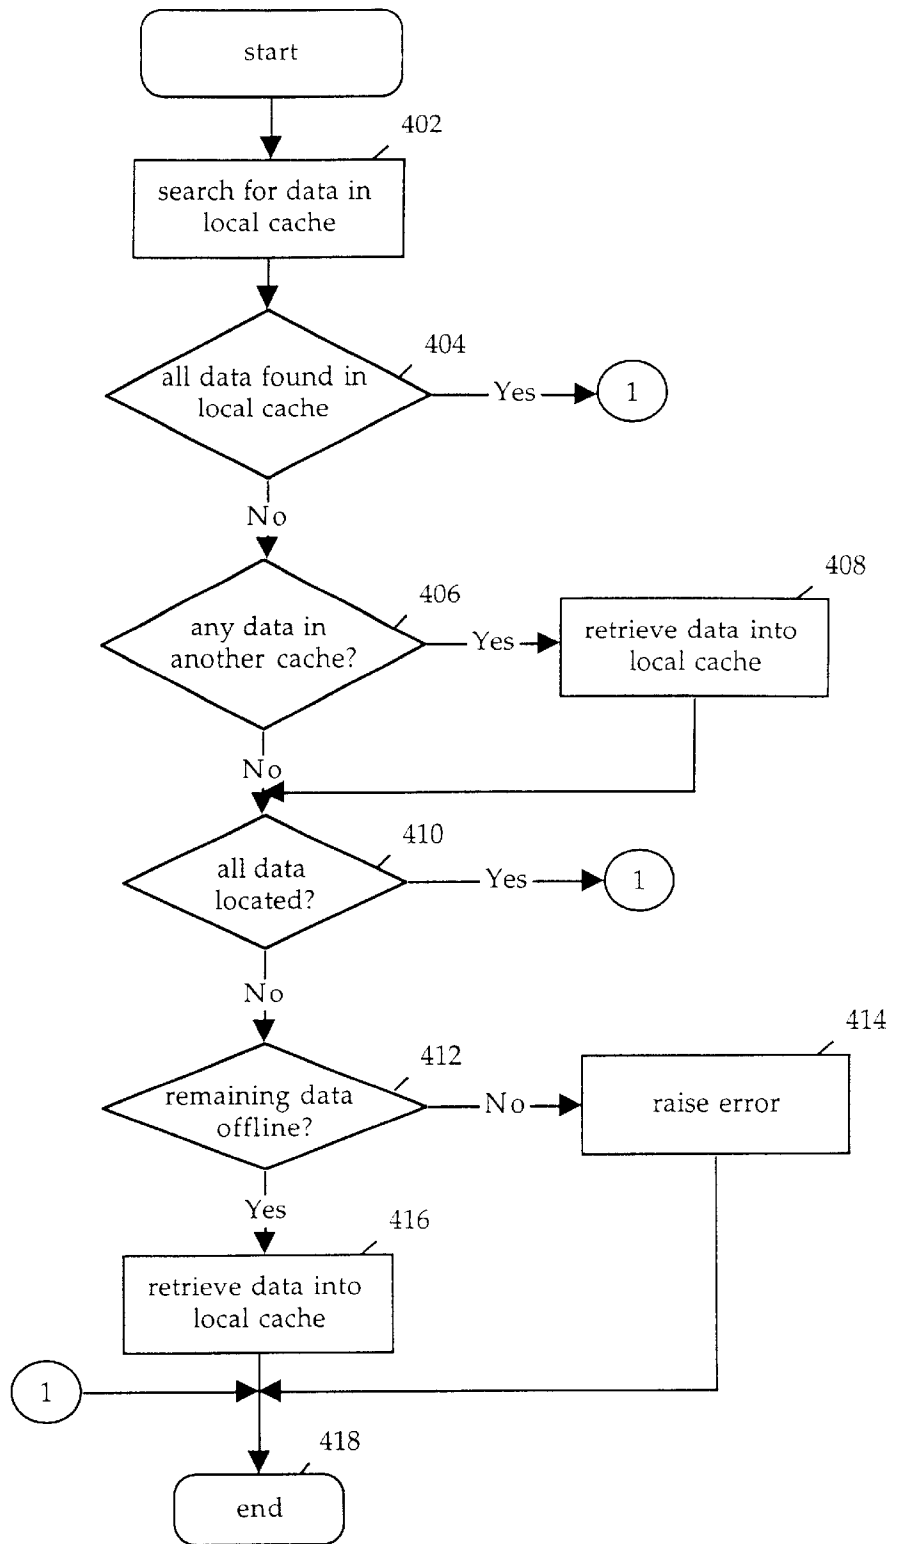 start
402
search for data in
local cache
404
all data found in
local cache
Yes
1
No
408
406
any data in
another cache?
Yes
retrieve data into
local cache
No
410
all data
located?
Yes
1
No
414
412
remaining data
offline?
No
raise error
Yes
416
retrieve data into
local cache
1
418
end